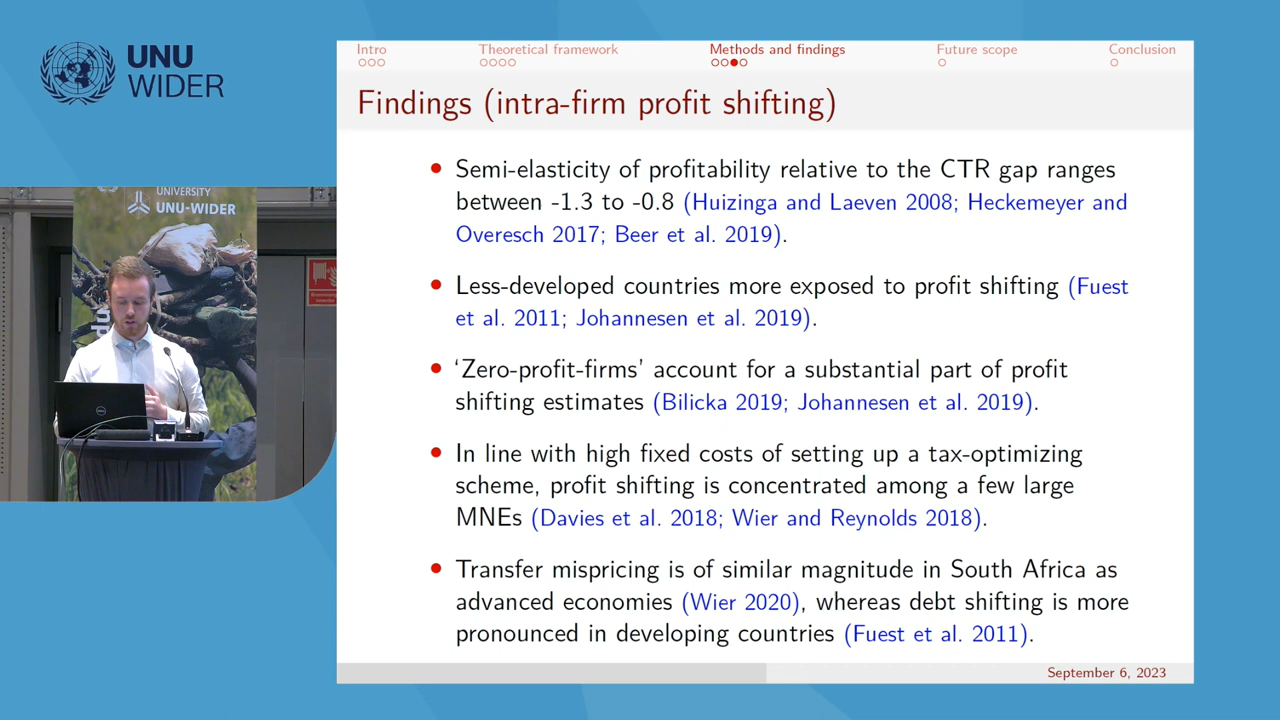 UNU
WIDER
UNIVERSITY
UNU-WIDER
Intro
Theoretical framework
Methods and findings
Future scope
Conclusion
Findings (intra-firm profit shifting)
Semi-elasticity of profitability relative to the CTR gap ranges
between -1.3 to -0.8 (Huizinga and Laeven 2008; Heckemeyer and
Overesch 2017; Beer et al. 2019).
Less-developed countries more exposed to profit shifting (Fuest
et al. 2011; Johannesen et al. 2019).
‘Zero-profit-firms’ account for a substantial part of profit
shifting estimates (Bilicka 2019; Johannesen et al. 2019).
In line with high fixed costs of setting up a tax-optimizing
scheme, profit shifting is concentrated among a few large
MNEs (Davies et al. 2018; Wier and Reynolds 2018).
Transfer mispricing is of similar magnitude in South Africa as
advanced economies (Wier 2020), whereas debt shifting is more
pronounced in developing countries (Fuest et al. 2011).
September 6, 2023